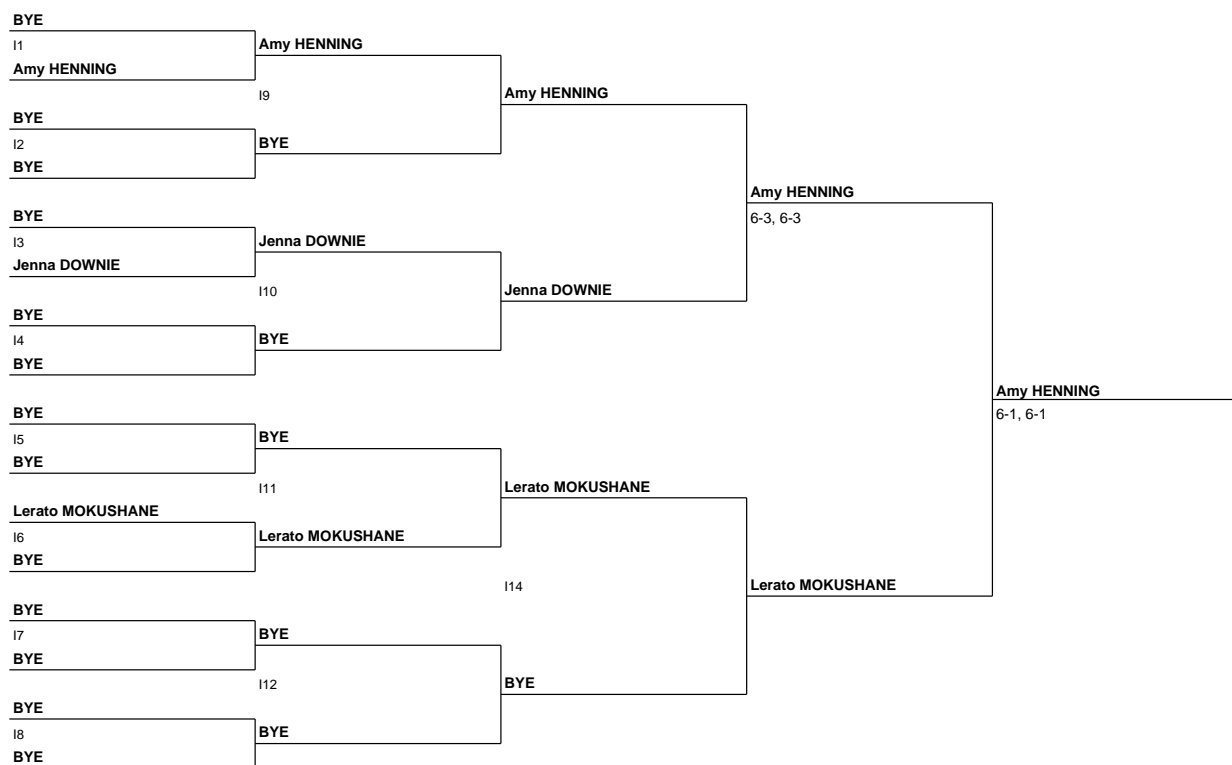 BYE
I1
Amy HENNING
BYE
I2
BYE
BYE
I3
Jenna DOWNIE
BYE
I4
BYE
BYE
I5
BYE
Lerato MOKUSHANE
I6
BYE
BYE
I7
BYE
BYE
I8
BYE
Amy HENNING
I9
BYE
Jenna DOWNIE
I10
BYE
BYE
I11
Lerato MOKUSHANE
BYE
I12
BYE
Amy HENNING
Jenna DOWNIE
Lerato MOKUSHANE
I14
BYE
Amy HENNING
6-3, 6-3
Lerato MOKUSHANE
Amy HENNING
6-1, 6-1